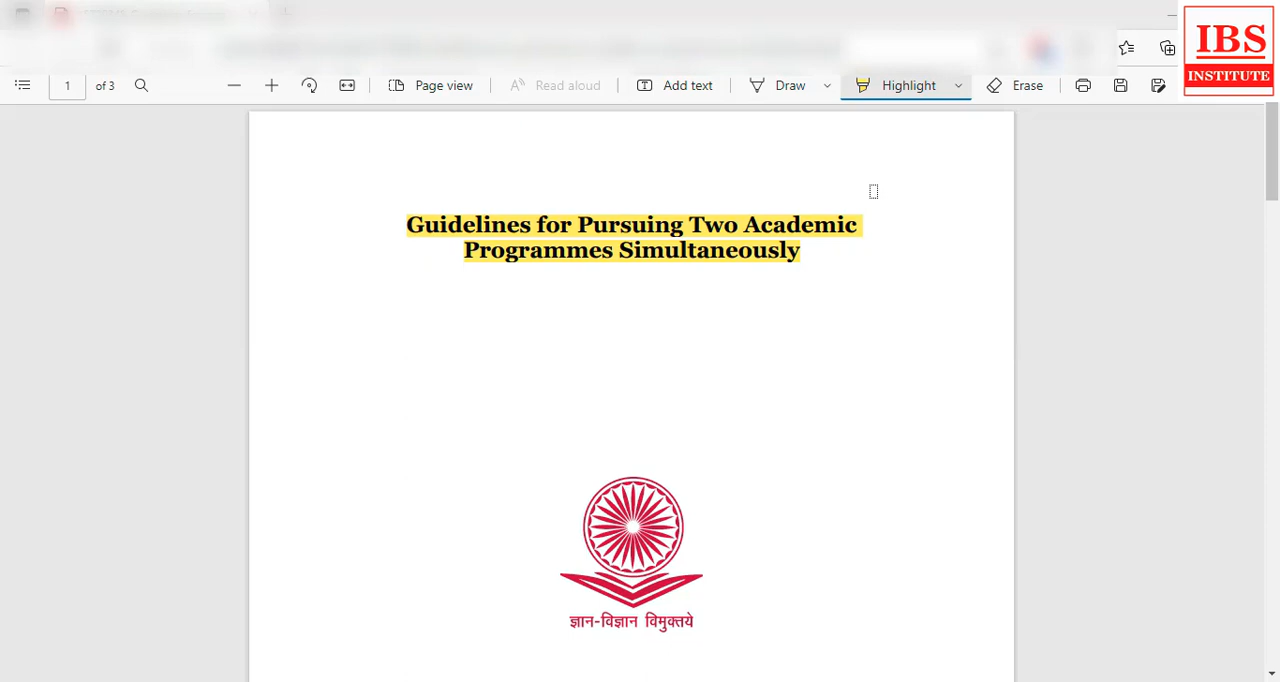 IBS
INSTITUTE
1 of 3 Page view Read aloud Add text Draw Highlight Erase
Guidelines for Pursuing Two Academic
Programmes Simultaneously
ज्ञान-विज्ञान विमुक्तये